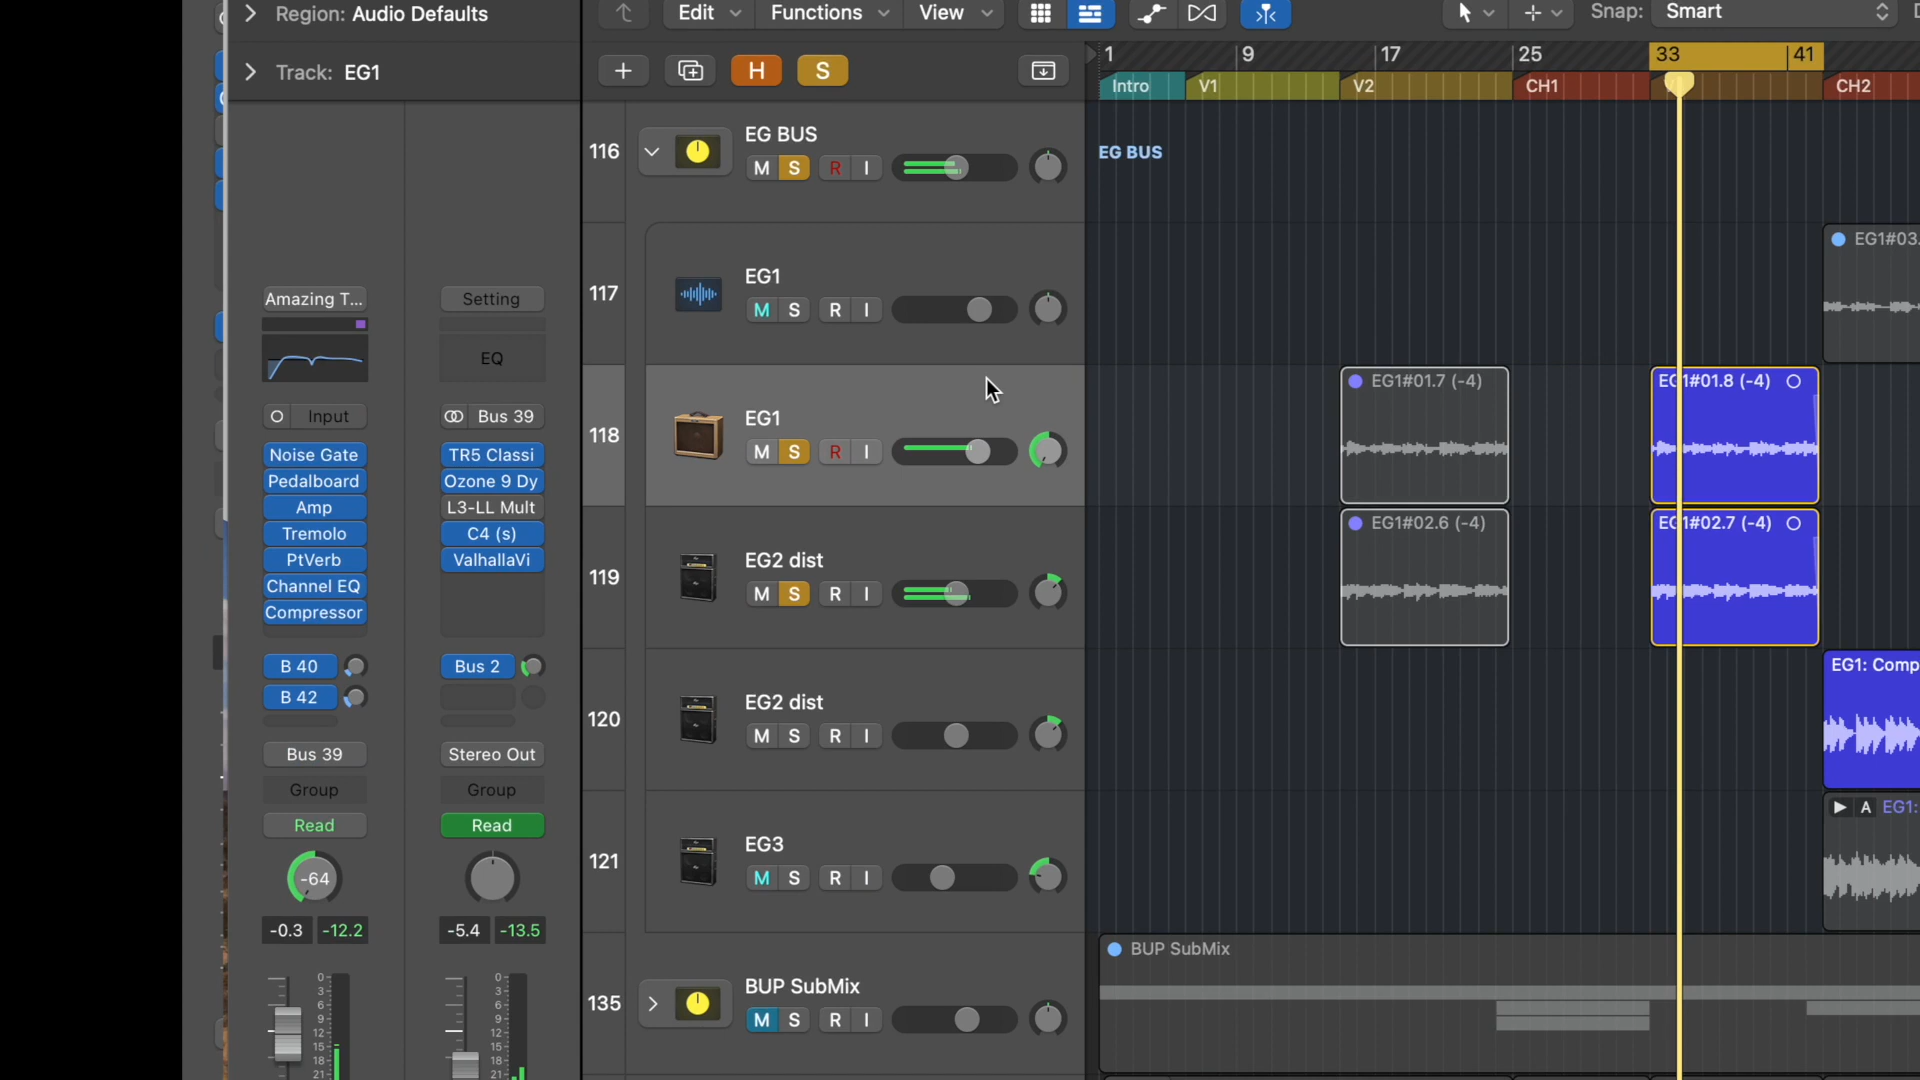 Region: Audio Defaults
Edit Functions View Snap: Smart
Track: EG1
H S
1 9 17 25 33 41
Intro V1 V2 CH1 CH2
116 EG BUS
M S R I
EG BUS
117 EG1
M S R I
EG1#03.
118 EG1
M S R I
EG1#01.7 (-4)
EG1#01.8 (-4)
119 EG2 dist
M S R I
EG1#02.6 (-4)
EG1#02.7 (-4)
120 EG2 dist
M S R I
EG1: Comp
121 EG3
M S R I
A EG1:
135 BUP SubMix
M S R I
BUP SubMix
Amazing T...
Input
Noise Gate
Pedalboard
Amp
Tremolo
PtVerb
Channel EQ
Compressor
B 40
B 42
Bus 39
Group
Read
-64
-0.3 -12.2
0
3
6
9
12
15
18
21
Setting
EQ
Bus 39
TR5 Classi
Ozone 9 Dy
L3-LL Mult
C4 (s)
ValhallaVi
Bus 2
Stereo Out
Group
Read
-5.4 -13.5
0
3
6
9
12
15
18
21